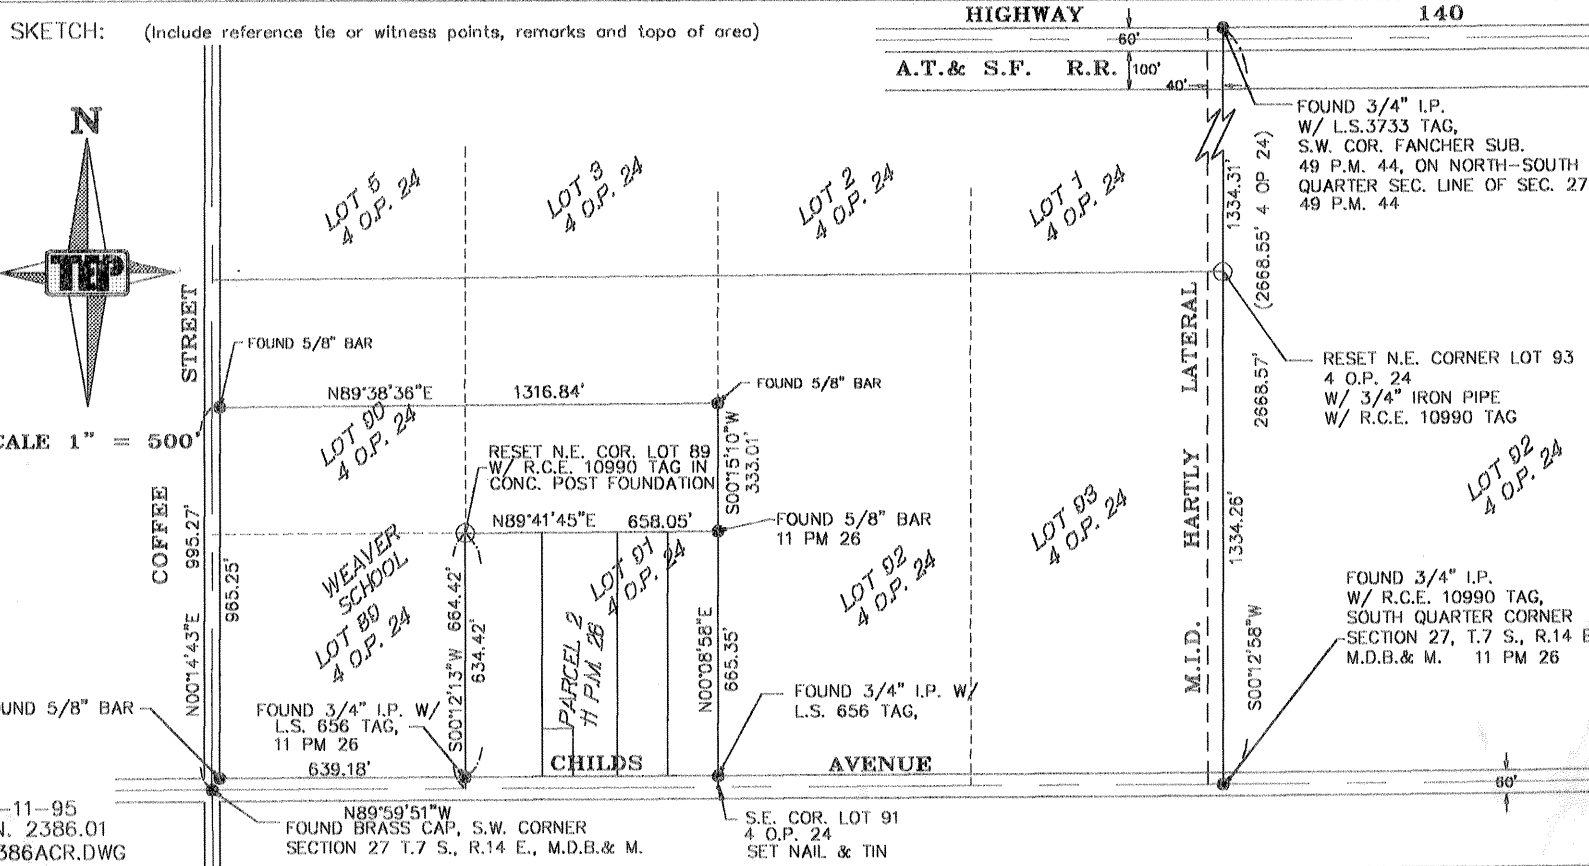 SKETCH: (Include reference tie or witness points, remarks and topo of area)
HIGHWAY 140
60'
A.T.& S.F. R.R. 100'
40'
N
TEP
FOUND 3/4" I.P.
W/ L.S.3733 TAG,
S.W. COR. FANCHER SUB.
49 P.M. 44, ON NORTH-SOUTH
QUARTER SEC. LINE OF SEC. 27
49 P.M. 44
LOT 5
4 O.P. 24
LOT 3
4 O.P. 24
LOT 2
4 O.P. 24
LOT 1
4 O.P. 24
1334.31'
(2668.55' 4 OP 24)
STREET
FOUND 5/8" BAR
N89°38'36"E 1316.84'
FOUND 5/8" BAR
LATERAL
2668.57'
RESET N.E. CORNER LOT 93
4 O.P. 24
W/ 3/4" IRON PIPE
W/ R.C.E. 10990 TAG
CALE 1" = 500'
LOT 90
4 O.P. 24
RESET N.E. COR. LOT 89
W/ R.C.E. 10990 TAG IN
CONC. POST FOUNDATION
S00°15'10"W
333.01'
LOT 92
4 O.P. 24
COFFEE
995.27'
965.25'
N00°14'43"E
N89°41'45"E 658.05'
FOUND 5/8" BAR
11 PM 26
WEAVER
SCHOOL
LOT 89
4 O.P. 24
S00°12'13"W 664.42'
634.42'
LOT 91
4 O.P. 24
PARCEL 2
11 P.M. 26
N00°08'58"E
665.35'
LOT 92
4 O.P. 24
LOT 93
4 O.P. 24
HARTLY
M.I.D.
1334.26'
S00°12'58"W
FOUND 3/4" I.P.
W/ R.C.E. 10990 TAG,
SOUTH QUARTER CORNER
SECTION 27, T.7 S., R.14 E
M.D.B.& M. 11 PM 26
UND 5/8" BAR
FOUND 3/4" I.P. W/
L.S. 656 TAG,
11 PM 26
FOUND 3/4" I.P. W/
L.S. 656 TAG,
639.18'
CHILDS AVENUE
60'
N89°59'51"W
FOUND BRASS CAP, S.W. CORNER
SECTION 27 T.7 S., R.14 E., M.D.B.& M.
S.E. COR. LOT 91
4 O.P. 24
SET NAIL & TIN
-11-95
N. 2386.01
386ACR.DWG